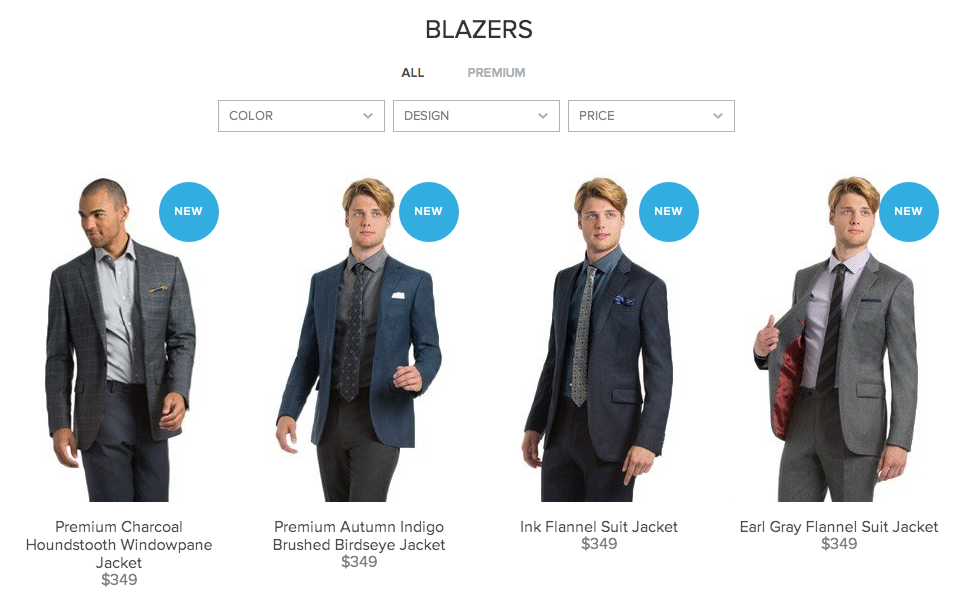 BLAZERS
ALL PREMIUM
COLOR DESIGN PRICE
NEW NEW NEW NEW
Premium Charcoal
Houndstooth Windowpane
Jacket
$349
Premium Autumn Indigo
Brushed Birdseye Jacket
$349
Ink Flannel Suit Jacket
$349
Earl Gray Flannel Suit Jacket
$349